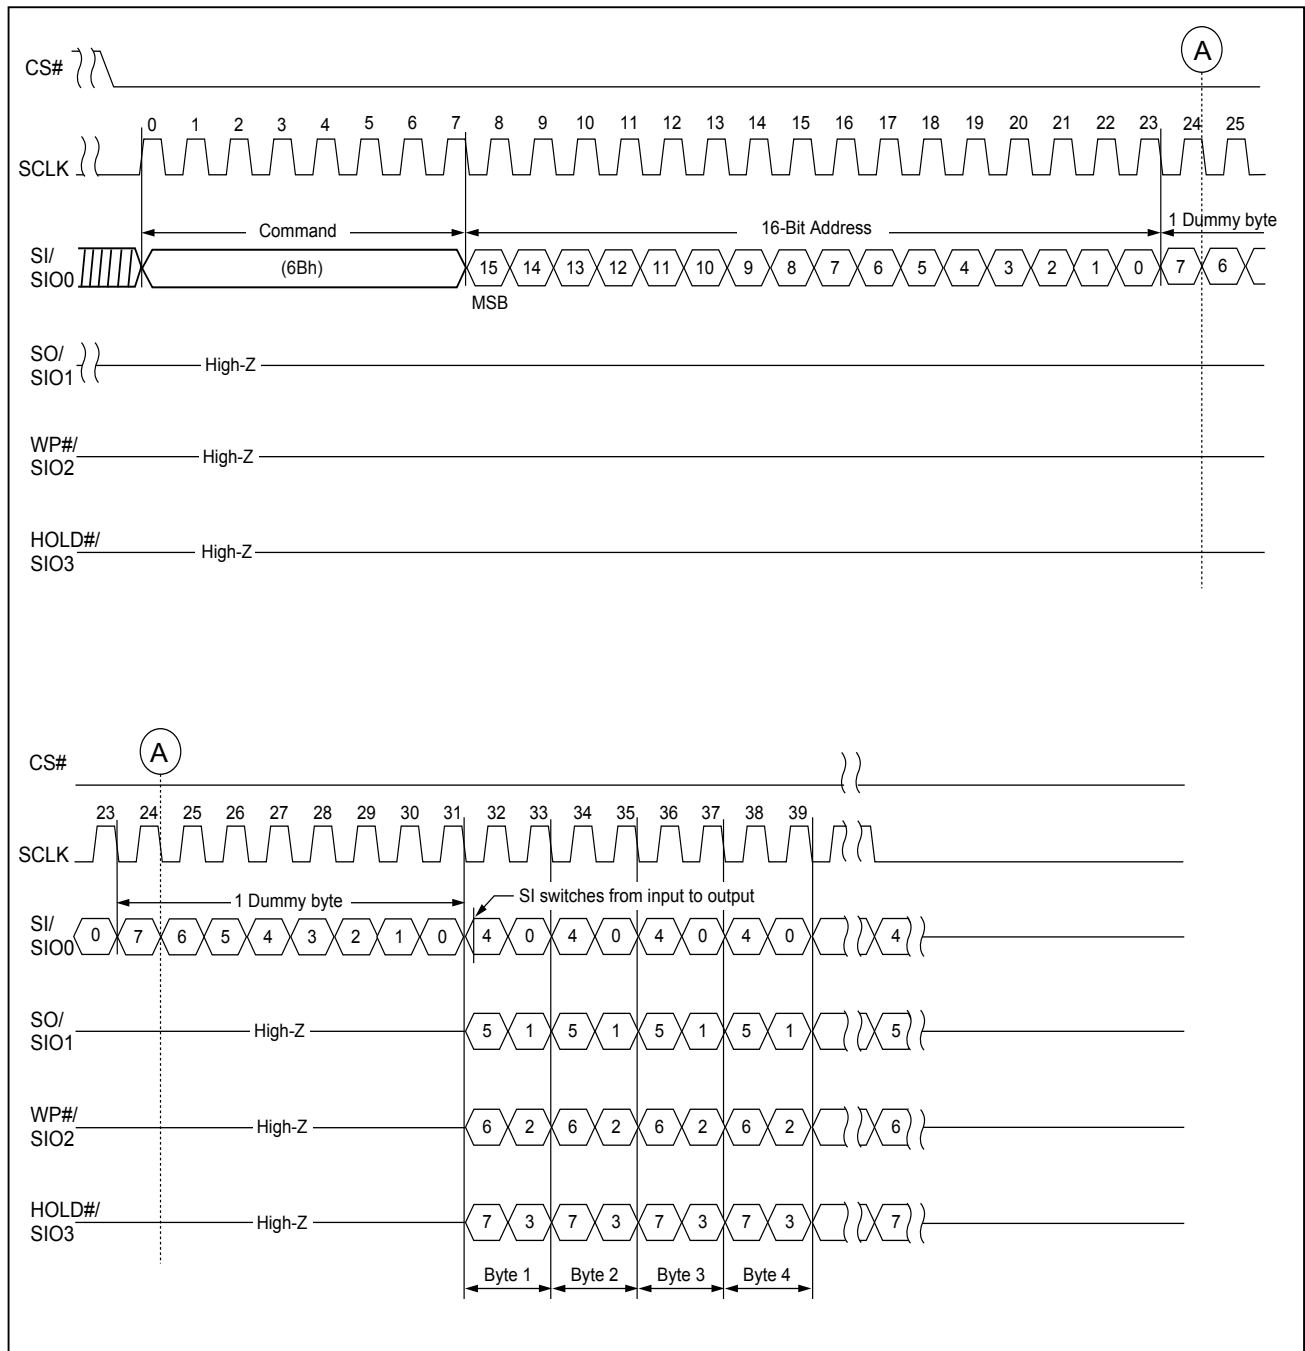 A
CS#
0 1 2 3 4 5 6 7 8 9 10 11 12 13 14 15 16 17 18 19 20 21 22 23 24 25
SCLK
Command 16-Bit Address 1 Dummy byte
SI/
SIO0
(6Bh) 15 14 13 12 11 10 9 8 7 6 5 4 3 2 1 0 7 6
MSB
SO/
SIO1
High-Z
WP#/
SIO2
High-Z
HOLD#/
SIO3
High-Z
A
CS#
23 24 25 26 27 28 29 30 31 32 33 34 35 36 37 38 39
SCLK
1 Dummy byte SI switches from input to output
SI/
SIO0
0 7 6 5 4 3 2 1 0 4 0 4 0 4 0 4 0 4
SO/
SIO1
High-Z 5 1 5 1 5 1 5 1 5
WP#/
SIO2
High-Z 6 2 6 2 6 2 6 2 6
HOLD#/
SIO3
High-Z 7 3 7 3 7 3 7 3 7
Byte 1 Byte 2 Byte 3 Byte 4